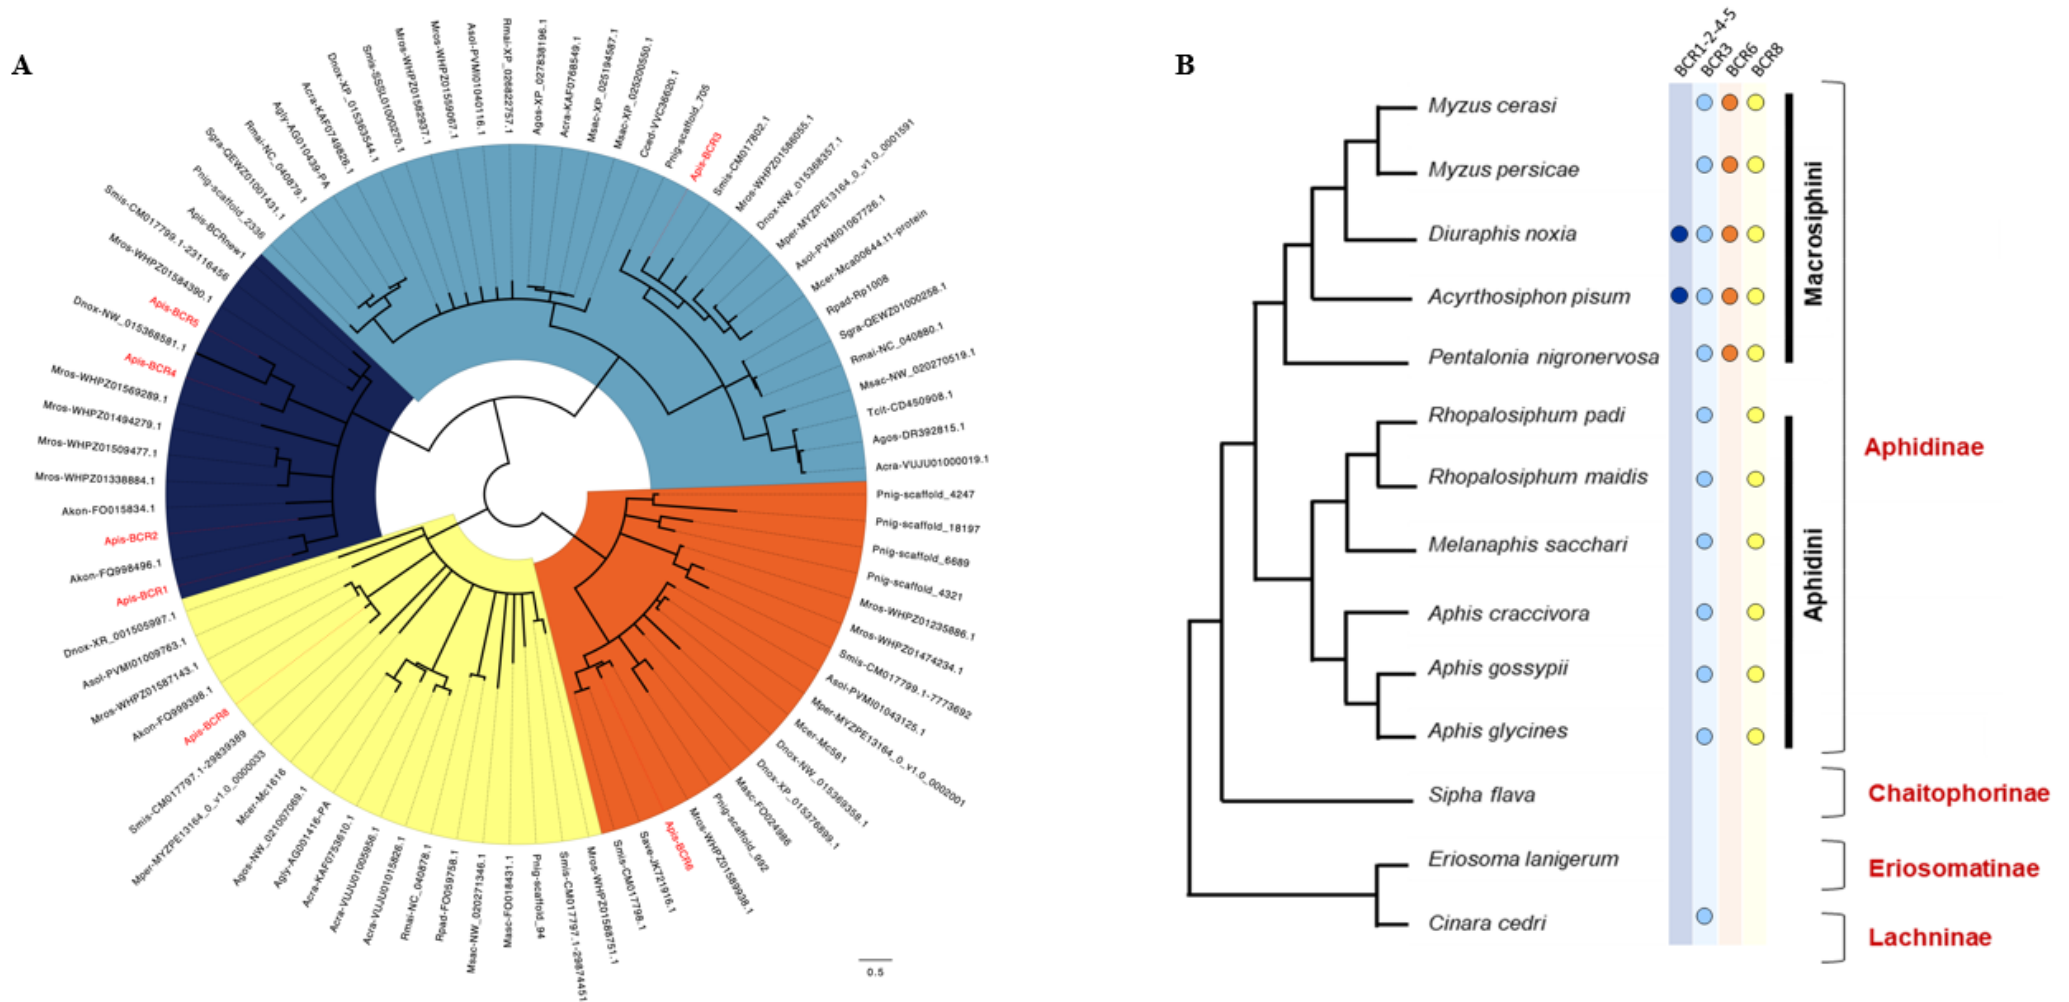 A
Pnig-scaffold_2336
Sgra-QEWZ01001431.1
Rmai-NC_040879.1
Agly-AG010439-PA
Acra-KAF0749826.1
Dnox-XP_015363544.1
Smis-SSSL01000270.1
Mros-WHPZ01582937.1
Mros-WHPZ01559067.1
Asol-PVMI01040116.1
Rmai-XP_026822757.1
Agos-XP_027838196.1
Acra-KAF0768549.1
Msac-XP_025194587.1
Msac-XP_025200550.1
Cced-VVC36620.1
Pnig-scaffold_705
Apis-BCR3
Smis-CM017802.1
Mros-WHPZ01586055.1
Dnox-NW_015368357.1
Mper-MYZPE13164_0_v1.0_0001591
Asol-PVMI01067726.1
Mcer-Mca00644.t1-protein
Rpad-Rp1008
Sgra-QEWZ01000258.1
Rmai-NC_040880.1
Msac-NW_020270519.1
Tcit-CD450908.1
Agos-DR392815.1
Acra-VUJU01000019.1
Pnig-scaffold_4247
Pnig-scaffold_18197
Pnig-scaffold_6689
Pnig-scaffold_4321
Mros-WHPZ01235886.1
Mros-WHPZ01474234.1
Smis-CM017799.1-7773692
Asol-PVMI01043125.1
Mper-MYZPE13164_0_v1.0_0002001
Mcer-Mc581
Dnox-NW_015369358.1
Dnox-XP_015376899.1
Masc-FO024986
Pnig-scaffold_992
Mros-WHPZ01589938.1
Apis-BCR6
Save-JK721916.1
Smis-CM017798.1
Mros-WHPZ01588751.1
Smis-CM017797.1-29874451
Pnig-scaffold_94
Masc-FO018431.1
Msac-NW_020271346.1
Rpad-FO059758.1
Rmai-NC_040878.1
Acra-VUJU01015826.1
Acra-VUJU01005956.1
Acra-KAF0753610.1
Agly-AG001416-PA
Agos-NW_021007069.1
Mcer-Mc1616
Mper-MYZPE13164_0_v1.0_0000033
Smis-CM017797.1-29839389
Apis-BCR8
Akon-FQ999398.1
Mros-WHPZ01587143.1
Asol-PVMI01009763.1
Dnox-XR_001505997.1
Apis-BCR1
Akon-FQ998496.1
Apis-BCR2
Akon-FO015834.1
Mros-WHPZ01338884.1
Mros-WHPZ01509477.1
Mros-WHPZ01494279.1
Mros-WHPZ01569289.1
Apis-BCR4
Dnox-NW_015368581.1
Apis-BCR5
Mros-WHPZ01584390.1
Smis-CM017799.1-23116456
Apis-BCRnew1
0.5
B
BCR1-2-4-5
BCR3
BCR6
BCR8
Myzus cerasi
Myzus persicae
Diuraphis noxia
Acyrthosiphon pisum
Pentalonia nigronervosa
Rhopalosiphum padi
Rhopalosiphum maidis
Melanaphis sacchari
Aphis craccivora
Aphis gossypii
Aphis glycines
Sipha flava
Eriosoma lanigerum
Cinara cedri
Macrosiphini
Aphidini
Aphidinae
Chaitophorinae
Eriosomatinae
Lachninae